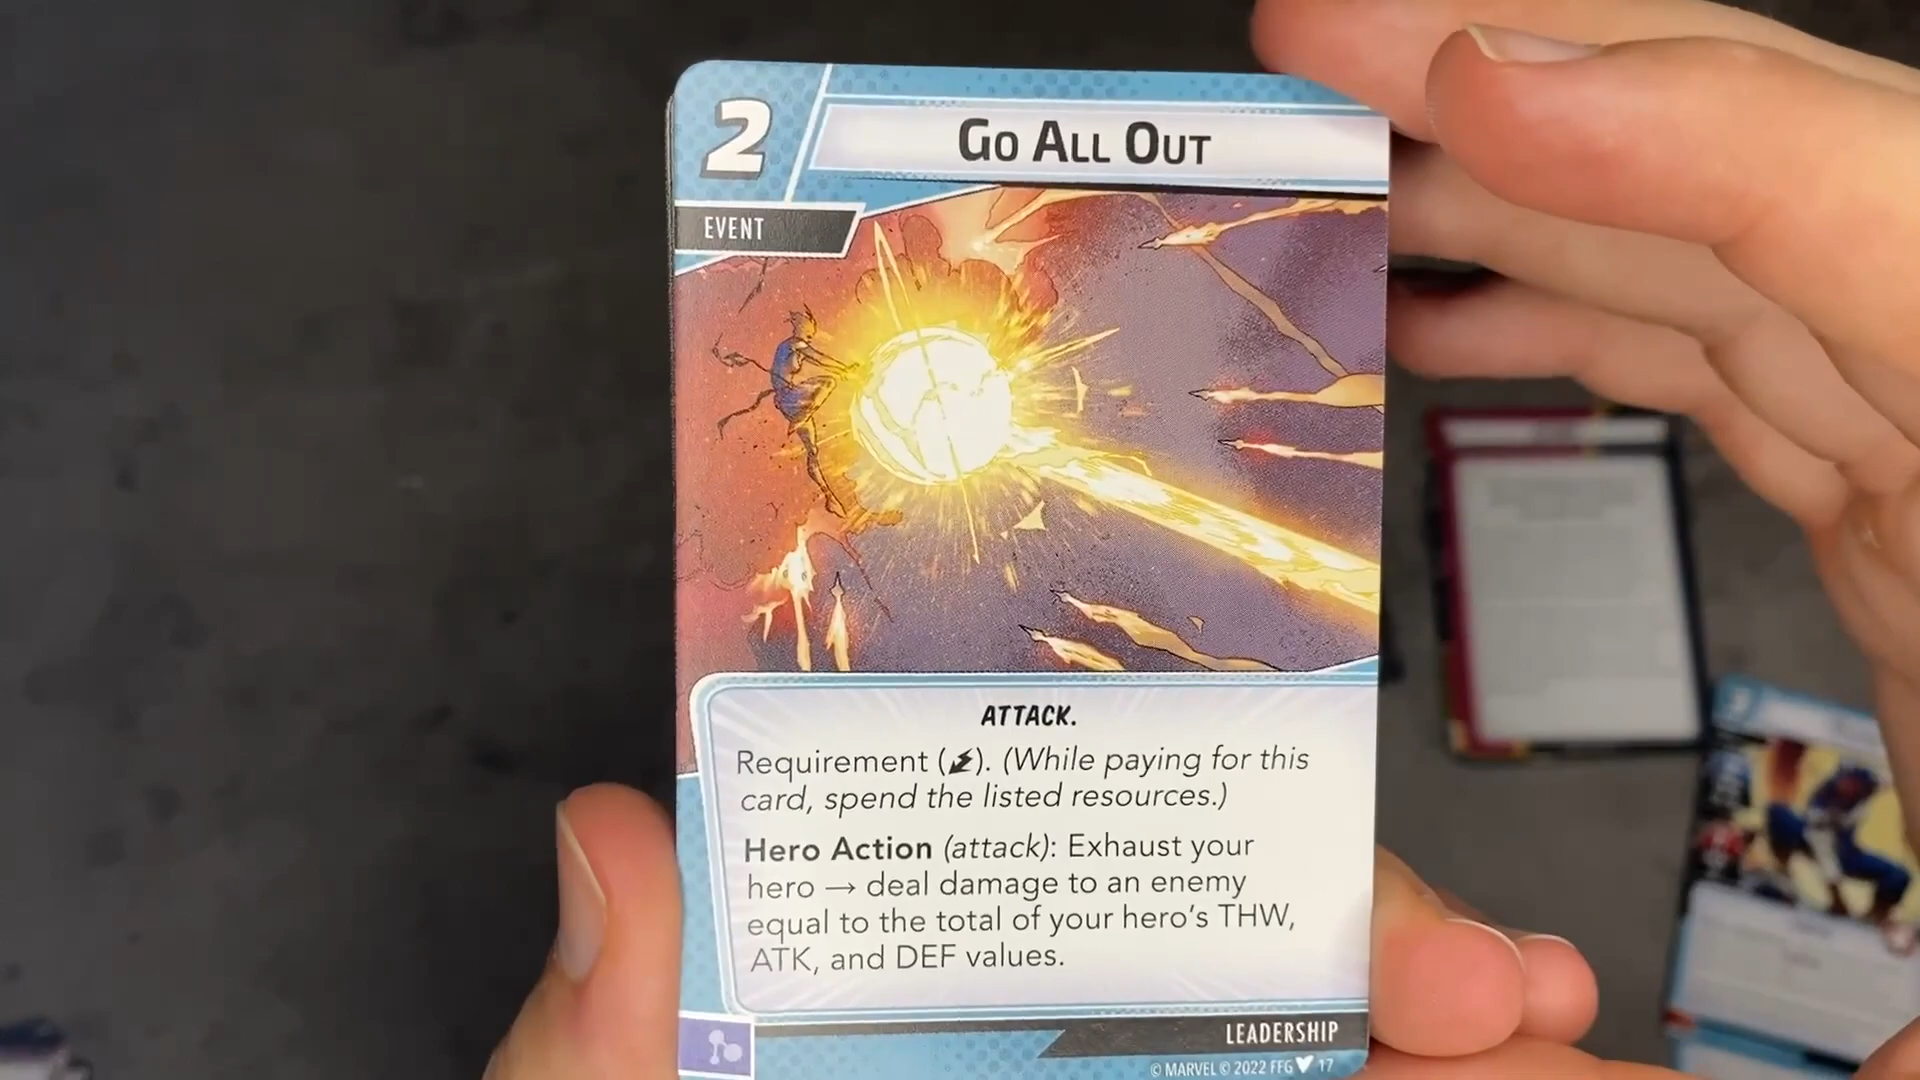 2
GO ALL OUT
EVENT
ATTACK.
Requirement (). (While paying for this
card, spend the listed resources.)
Hero Action (attack): Exhaust your
hero → deal damage to an enemy
equal to the total of your hero's THW,
ATK, and DEF values.
LEADERSHIP
© MARVEL © 2022 FFG 17